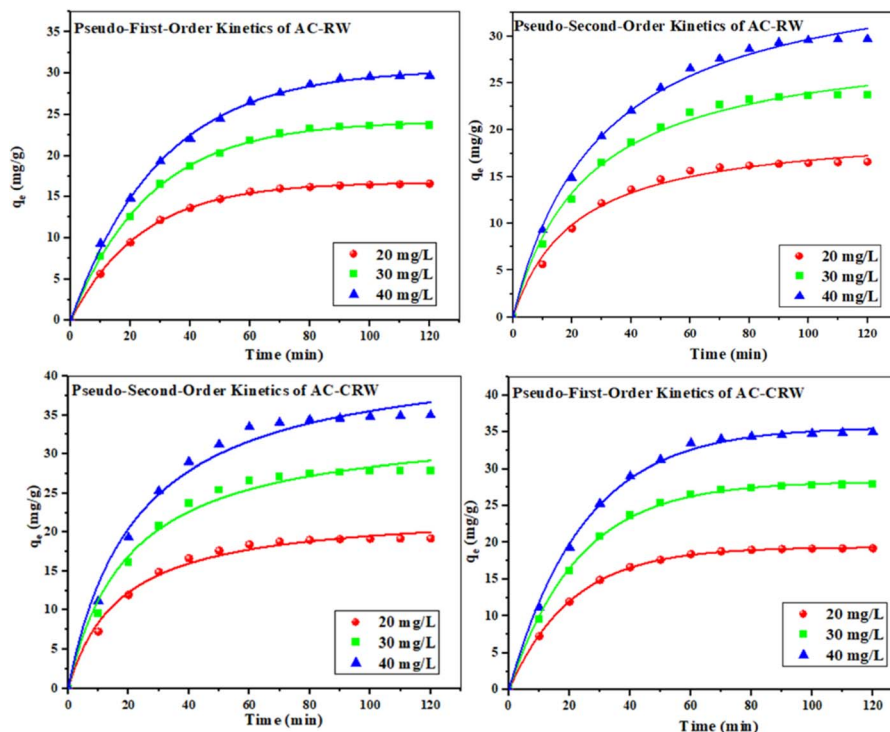 Pseudo-First-Order Kinetics of AC-RW
35
30
25
20
15
10
5
0
qe (mg/g)
20 mg/L
30 mg/L
40 mg/L
0 20 40 60 80 100 120
Time (min)
Pseudo-Second-Order Kinetics of AC-RW
30
25
20
15
10
5
0
qe (mg/g)
20 mg/L
30 mg/L
40 mg/L
0 20 40 60 80 100 120
Time (min)
Pseudo-Second-Order Kinetics of AC-CRW
40
35
30
25
20
15
10
5
0
qe (mg/g)
20 mg/L
30 mg/L
40 mg/L
0 20 40 60 80 100 120
Time (min)
Pseudo-First-Order Kinetics of AC-CRW
40
35
30
25
20
15
10
5
0
qe (mg/g)
20 mg/L
30 mg/L
40 mg/L
0 20 40 60 80 100 120
Time (min)